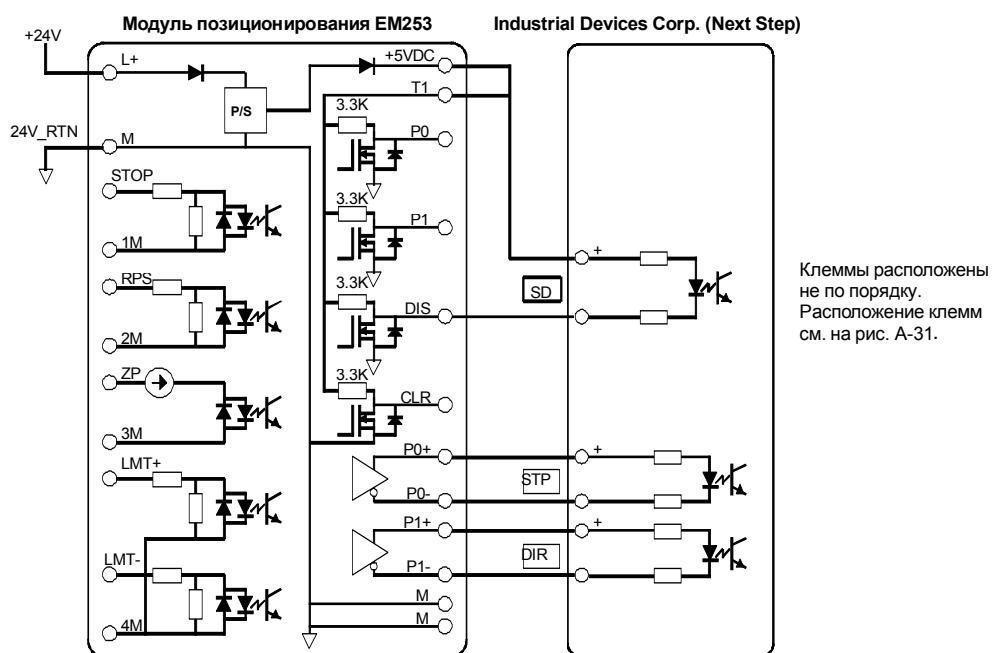 Модуль позиционирования EM253
Industrial Devices Corp. (Next Step)
+24V
L+
+5VDC
T1
P/S
3.3K
P0
24V_RTN
M
STOP
3.3K
P1
1M
RPS
3.3K
DIS
SD
+
2M
ZP
3.3K
CLR
3M
P0+
STP
+
LMT+
P0-
P1+
DIR
+
LMT-
P1-
M
4M
M
Клеммы расположены
не по порядку.
Расположение клемм
см. на рис. А-31.